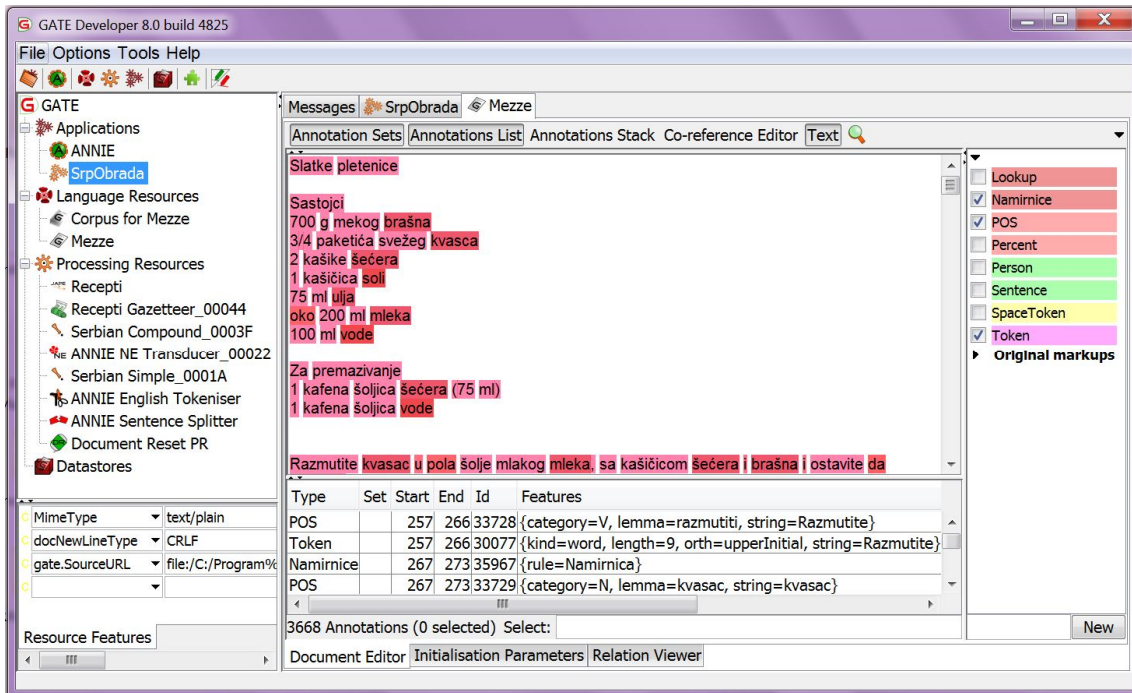 GATE Developer 8.0 build 4825
File Options Tools Help
GATE
Applications
ANNIE
SrpObrada
Language Resources
Corpus for Mezze
Mezze
Processing Resources
Recepti
Recepti Gazetteer_00044
Serbian Compound_0003F
ANNIE NE Transducer_00022
Serbian Simple_0001A
ANNIE English Tokeniser
ANNIE Sentence Splitter
Document Reset PR
Datastores
MimeType text/plain
docNewLineType CRLF
gate.SourceURL file:/C:/Program%
Resource Features
Messages SrpObrada Mezze
Annotation Sets Annotations List Annotations Stack Co-reference Editor Text
Slatke pletenice
Sastojci
700 g mekog brašna
3/4 paketića svežeg kvasca
2 kašike šećera
1 kašičica soli
75 ml ulja
oko 200 ml mleka
100 ml vode
Za premazivanje
1 kafena šoljica šećera (75 ml)
1 kafena šoljica vode
Razmutite kvasac u pola šolje mlakog mleka, sa kašičicom šećera i brašna i ostavite da
Type Set Start End Id Features
POS 257 266 33728 {category=V, lemma=razmutiti, string=Razmutite}
Token 257 266 30077 {kind=word, length=9, orth=upperInitial, string=Razmutite}
Namirnice 267 273 35967 {rule=Namirnica}
POS 267 273 33729 {category=N, lemma=kvasac, string=kvasac}
3668 Annotations (0 selected) Select:
New
Document Editor Initialisation Parameters Relation Viewer
Lookup
Namirnice
POS
Percent
Person
Sentence
SpaceToken
Token
Original markups